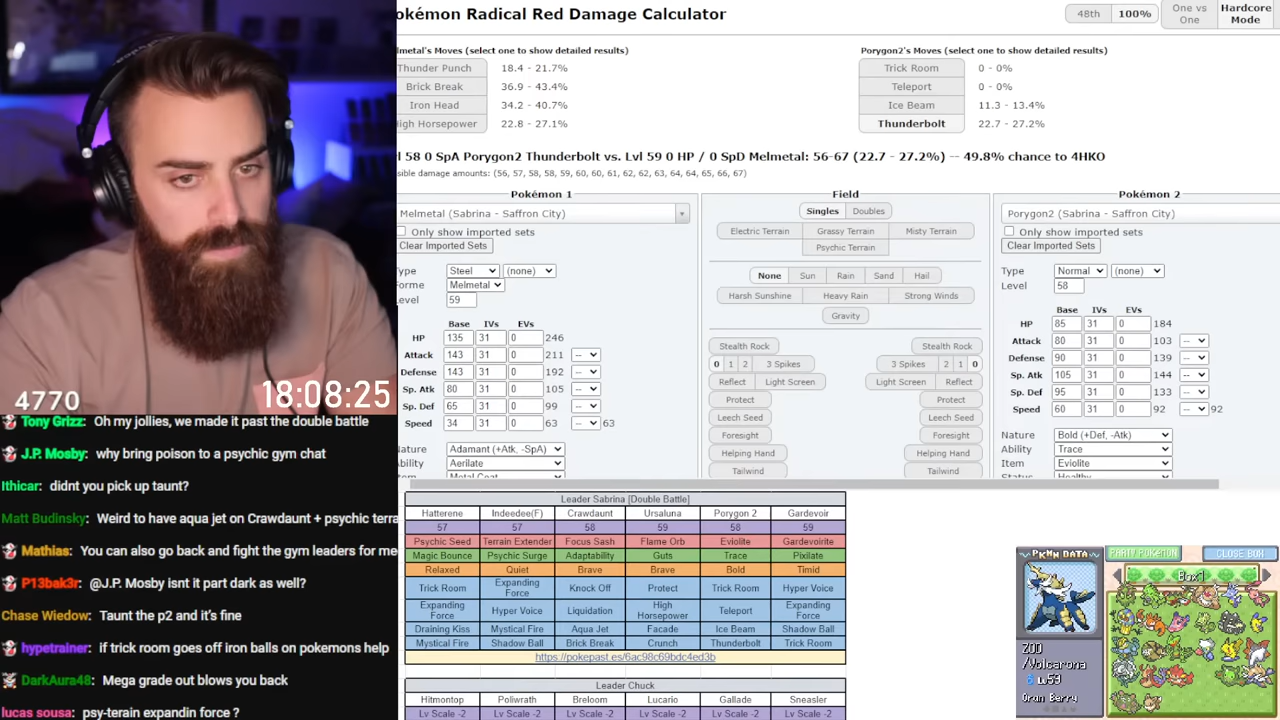 okémon Radical Red Damage Calculator
48th 100% One vs One Hardcore Mode
elmetal's Moves (select one to show detailed results)
Thunder Punch 18.4 - 21.7%
Brick Break 36.9 - 43.4%
Iron Head 34.2 - 40.7%
High Horsepower 22.8 - 27.1%
Porygon2's Moves (select one to show detailed results)
Trick Room 0 - 0%
Teleport 0 - 0%
Ice Beam 11.3 - 13.4%
Thunderbolt 22.7 - 27.2%
l 58 0 SpA Porygon2 Thunderbolt vs. Lvl 59 0 HP / 0 SpD Melmetal: 56-67 (22.7 - 27.2%) -- 49.8% chance to 4HKO
ssible damage amounts: (56, 57, 58, 58, 59, 60, 60, 61, 62, 62, 63, 64, 64, 65, 66, 67)
Pokémon 1
Melmetal (Sabrina - Saffron City)
Only show imported sets
Clear Imported Sets
Type Steel (none)
Forme Melmetal
Level 59
Base IVs EVs
HP 135 31 0 246
Attack 143 31 0 211 --
Defense 143 31 0 192 --
Sp. Atk 80 31 0 105 --
Sp. Def 65 31 0 99 --
Speed 34 31 0 63 -- 63
Nature Adamant (+Atk, -SpA)
Ability Aerilate
Item Metal Coat
Field
Singles Doubles
Electric Terrain Grassy Terrain Misty Terrain
Psychic Terrain
None Sun Rain Sand Hail
Harsh Sunshine Heavy Rain Strong Winds
Gravity
Stealth Rock Stealth Rock
0 1 2 3 Spikes 3 Spikes 2 1 0
Reflect Light Screen Light Screen Reflect
Protect Protect
Leech Seed Leech Seed
Foresight Foresight
Helping Hand Helping Hand
Tailwind Tailwind
Pokémon 2
Porygon2 (Sabrina - Saffron City)
Only show imported sets
Clear Imported Sets
Type Normal (none)
Level 58
Base IVs EVs
HP 85 31 0 184
Attack 80 31 0 103 --
Defense 90 31 0 139 --
Sp. Atk 105 31 0 144 --
Sp. Def 95 31 0 133 --
Speed 60 31 0 92 -- 92
Nature Bold (+Def, -Atk)
Ability Trace
Item Eviolite
Status Healthy
4770 18:08:25
Tony Grizz: Oh my jollies, we made it past the double battle
J.P. Mosby: why bring poison to a psychic gym chat
Ithicar: didnt you pick up taunt?
Matt Budinsky: Weird to have aqua jet on Crawdaunt + psychic terra
Mathias: You can also go back and fight the gym leaders for me
P13bak3r: @J.P. Mosby isnt it part dark as well?
Chase Wiedow: Taunt the p2 and it's fine
hypetrainer: trickroom goes off iron balls on pokemons help
DarkAura48: Mega grade out blows you back
lucas sousa: psy-terain expandin force ?
Leader Sabrina [Double Battle]
Hatterene Indeedee(F) Crawdaunt Ursaluna Porygon 2 Gardevoir
57 57 58 59 58 59
Psychic Seed Terrain Extender Focus Sash Flame Orb Eviolite Gardevoirite
Magic Bounce Psychic Surge Adaptability Guts Trace Pixilate
Relaxed Quiet Brave Brave Bold Timid
Trick Room Expanding Force Knock Off Protect Trick Room Hyper Voice
Expanding Force Hyper Voice Liquidation High Horsepower Teleport Expanding Force
Draining Kiss Mystical Fire Aqua Jet Facade Ice Beam Shadow Ball
Mystical Fire Shadow Ball Brick Break Crunch Thunderbolt Trick Room
https://pokepast.es/6ac98c69bdc4ed3b
Leader Chuck
Hitmontop Poliwrath Breloom Lucario Gallade Sneasler
Lv Scale -2 Lv Scale -2 Lv Scale -2 Lv Scale -2 Lv Scale -2 Lv Scale -2
PKMN DATA PARTY POKéMON CLOSE BOX
Box1
ZOD
/Volcarona
Lv59
Oran Berry